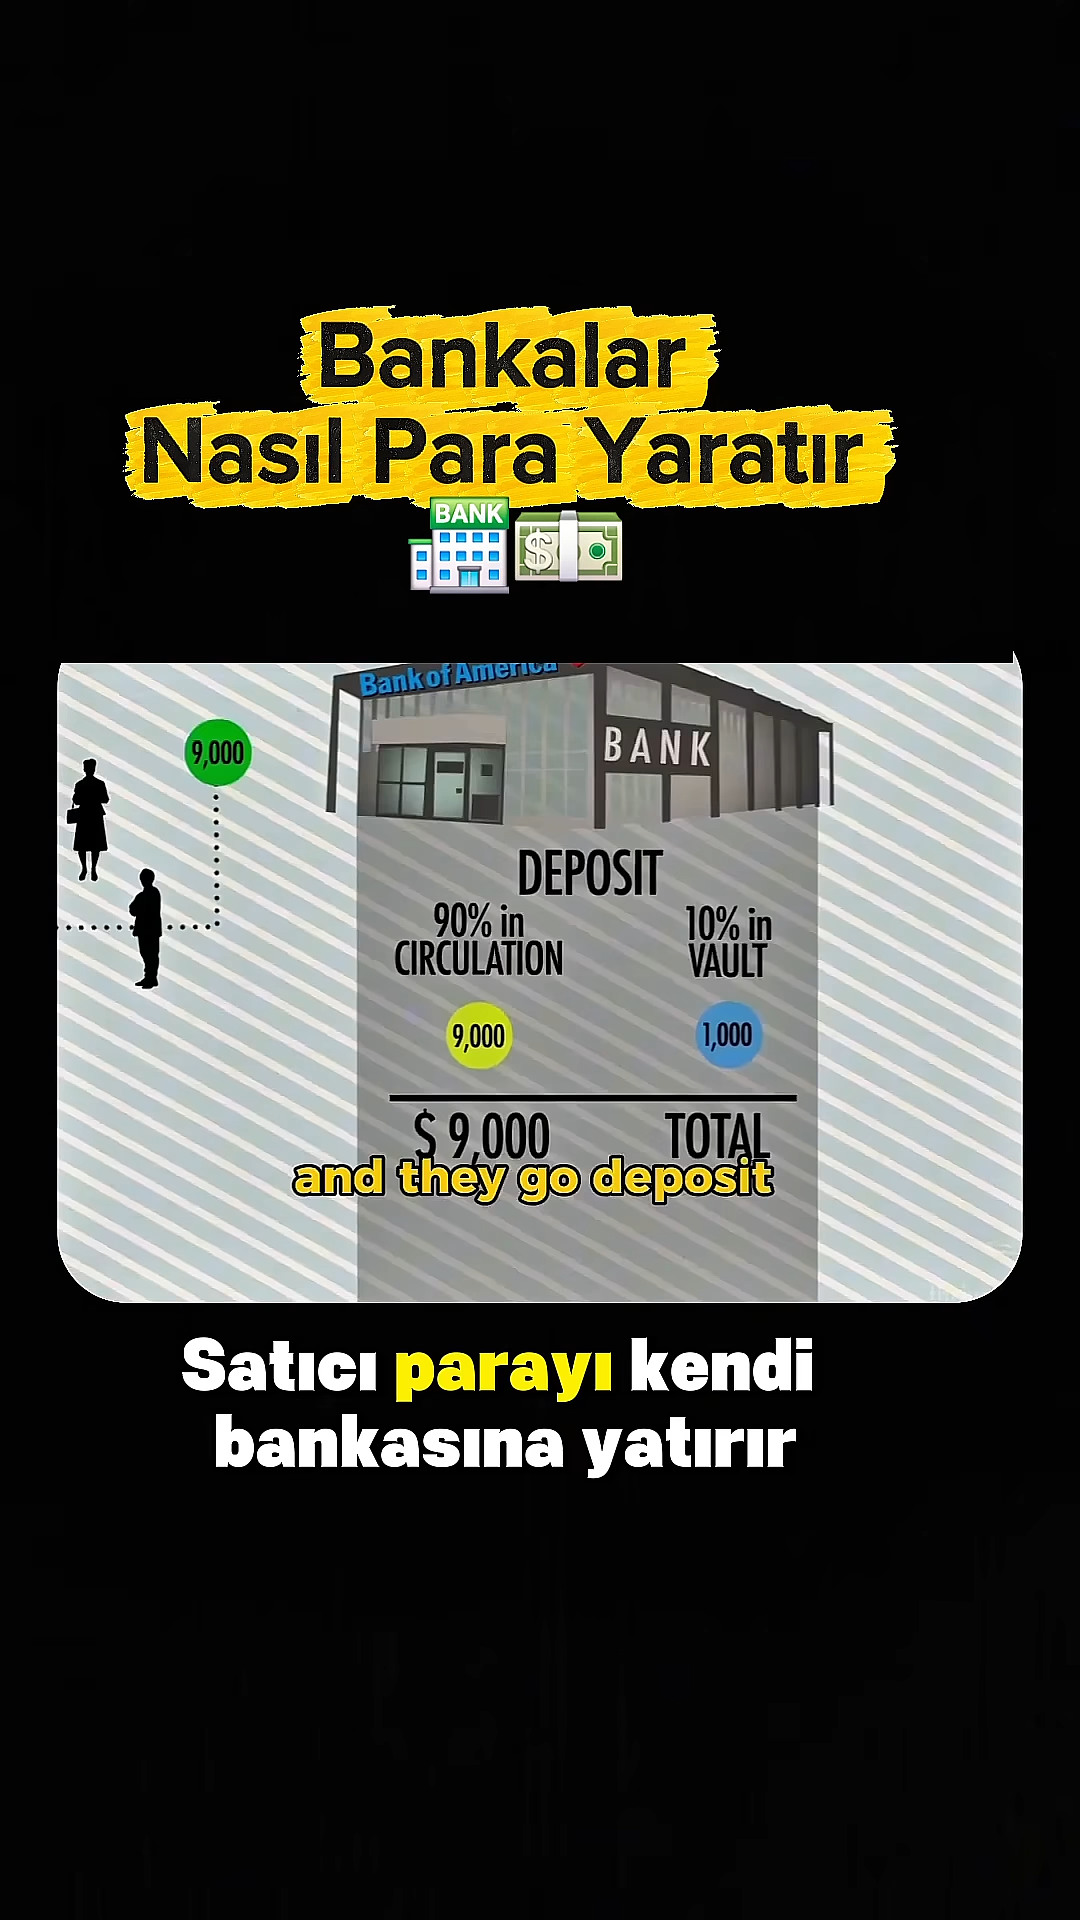 Bankalar
Nasıl Para Yaratır
BANK
Bank of America
BANK
9,000
DEPOSIT
90% in
CIRCULATION
10% in
VAULT
9,000
1,000
$ 9,000
TOTAL
and they go deposit
Satıcı parayı kendi
bankasına yatırır